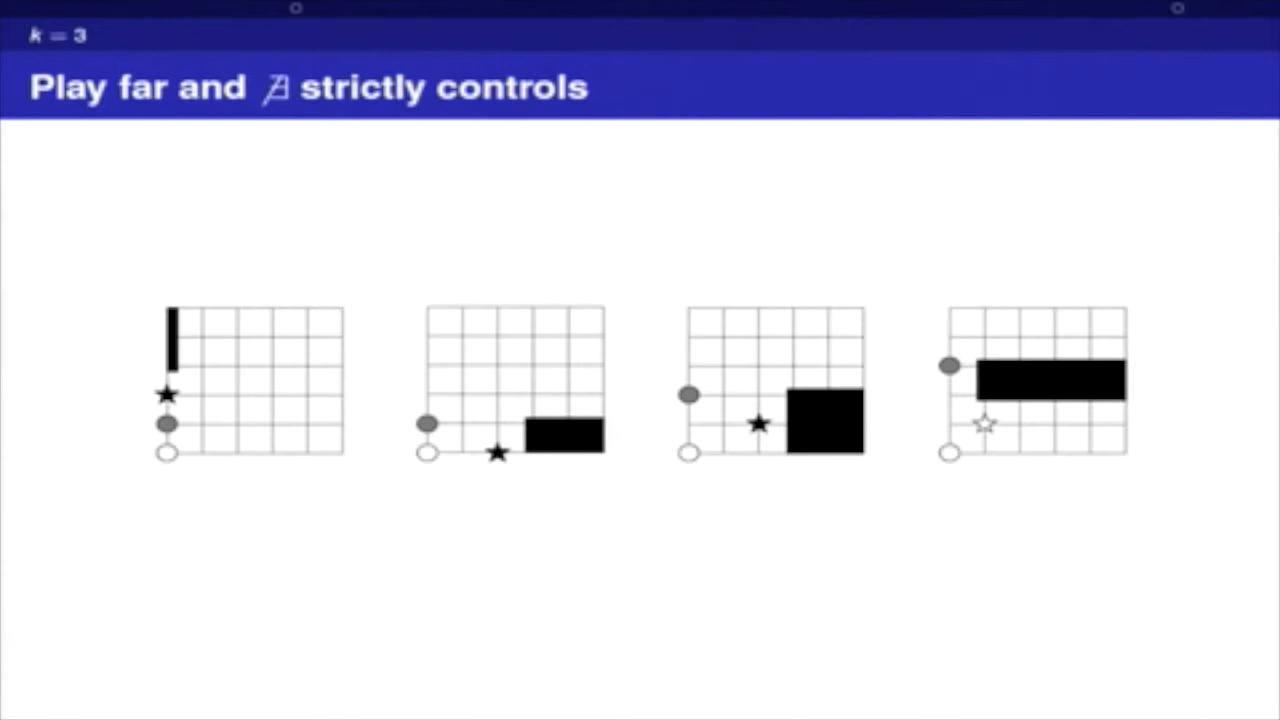 k = 3
Play far and strictly controls